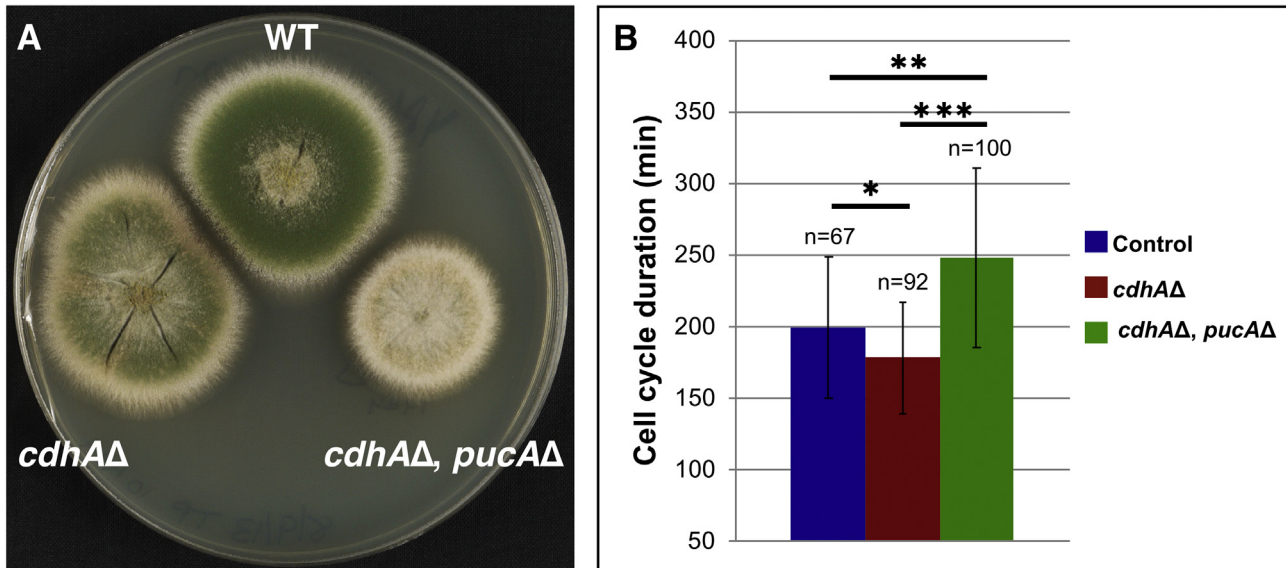 A
WT
cdhAΔ
cdhAΔ, pucAΔ
B
Cell cycle duration (min)
400
350
300
250
200
150
100
50
**
***
n=100
*
n=67
n=92
Control
cdhAΔ
cdhAΔ, pucAΔ